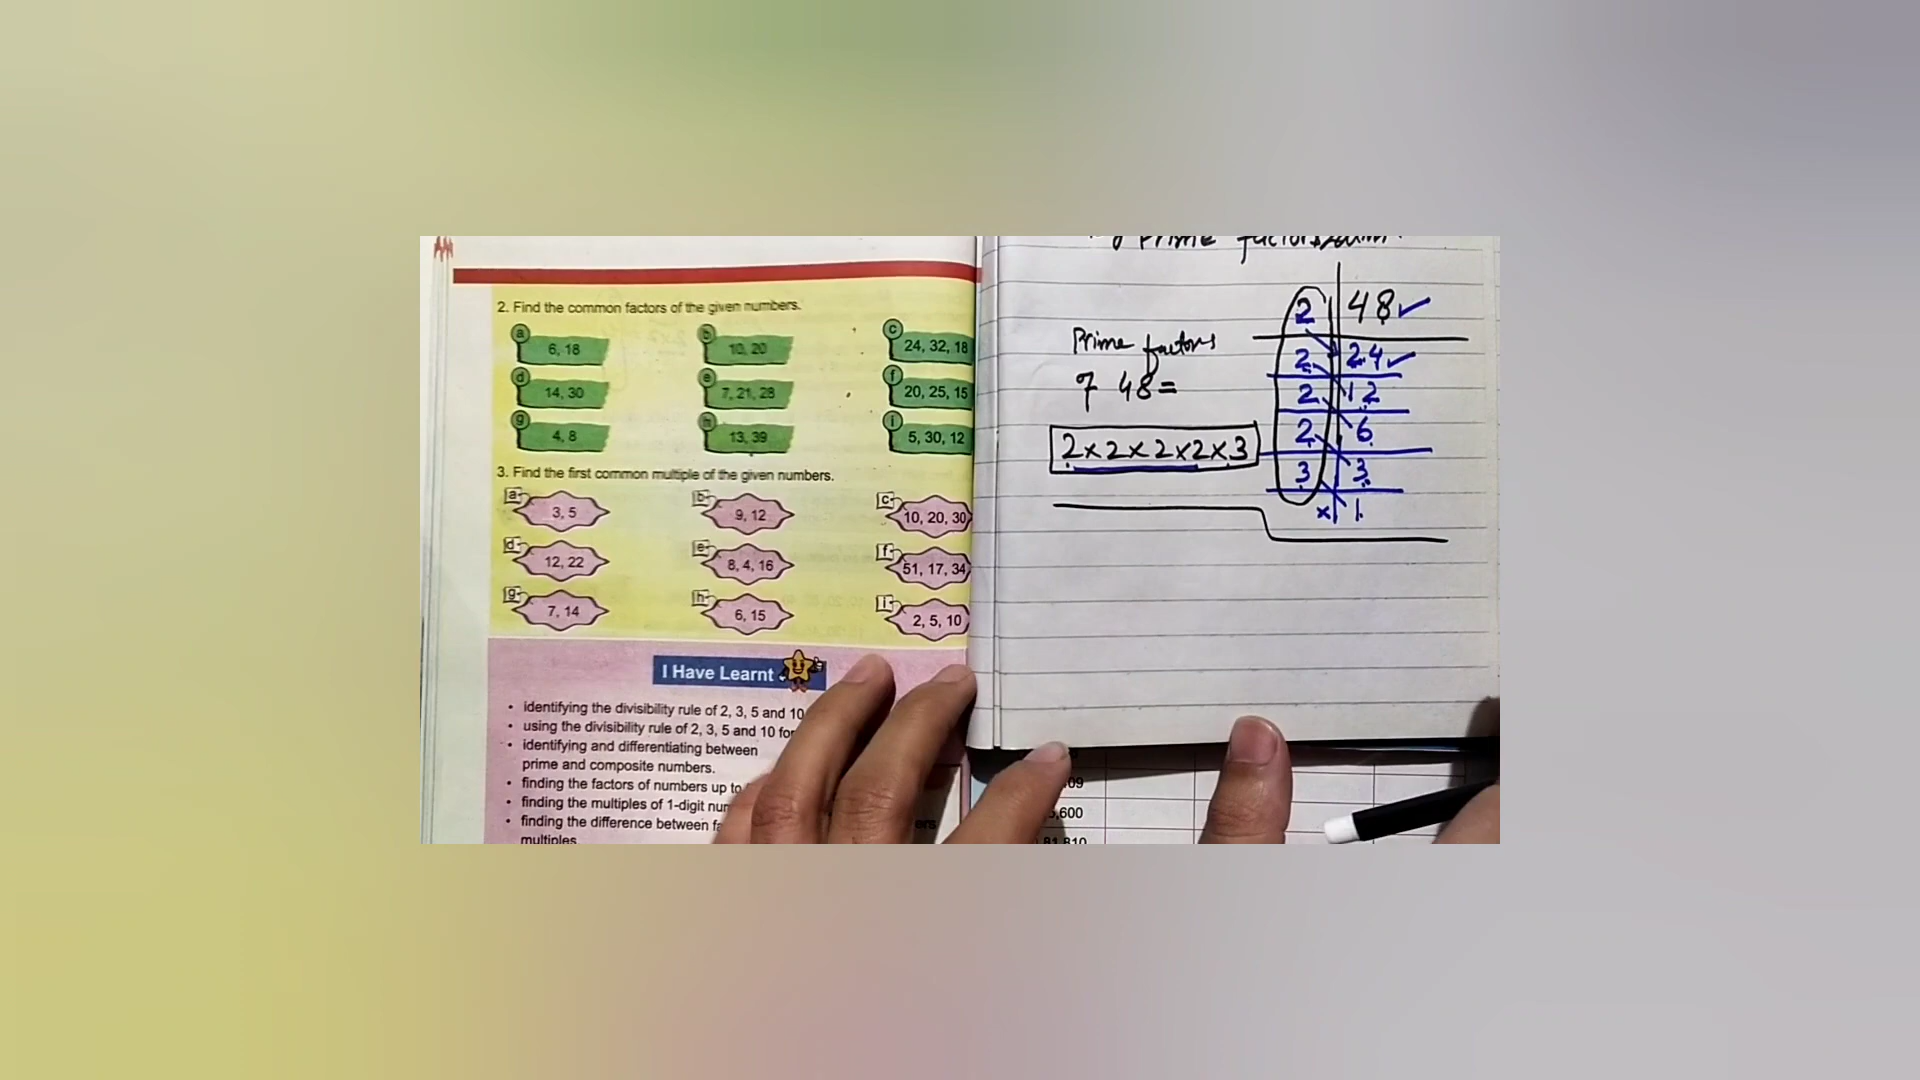 2. Find the common factors of the given numbers.
a 6, 18
b 10, 20
c 24, 32, 18
d 14, 30
e 7, 21, 28
f 20, 25, 15
g 4, 8
h 13, 39
i 5, 30, 12
3. Find the first common multiple of the given numbers.
a 3, 5
b 9, 12
c 10, 20, 30
d 12, 22
e 8, 4, 16
f 51, 17, 34
g 7, 14
h 6, 15
i 2, 5, 10
I Have Learnt
• identifying the divisibility rule of 2, 3, 5 and 10
• using the divisibility rule of 2, 3, 5 and 10 for
• identifying and differentiating between
prime and composite numbers.
• finding the factors of numbers up to
• finding the multiples of 1-digit
• finding the difference between
multiples
Prime
2 48
2 24
2 12
2 6
3 3
× 1
Prime factors
7 48 =
2×2×2×2×3
09
,600
81,810